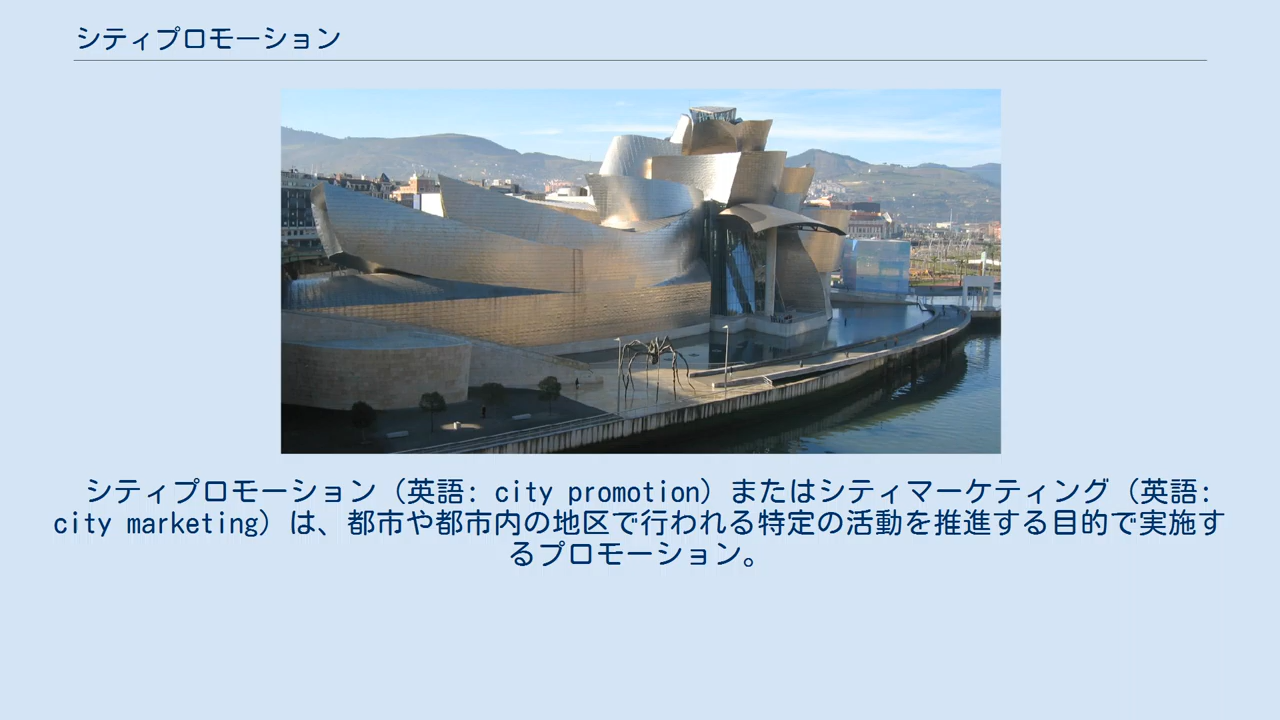 シティプロモーション
シティプロモーション（英語: city promotion）またはシティマーケティング（英語:
city marketing）は、都市や都市内の地区で行われる特定の活動を推進する目的で実施す
るプロモーション。